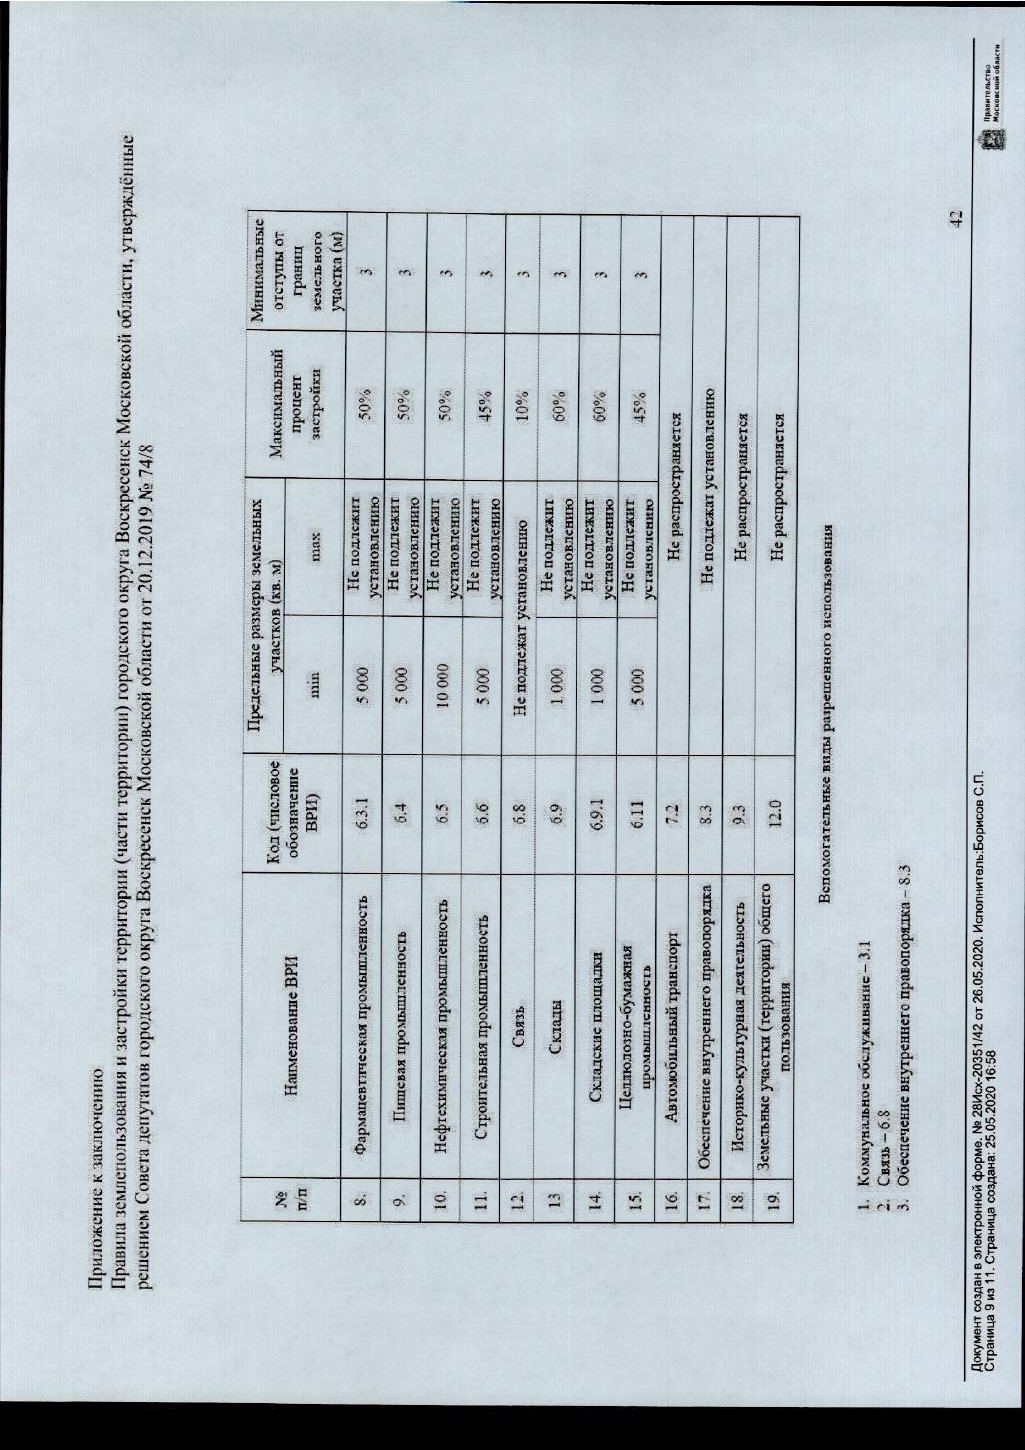 Приложение к заключению
Правила землепользования и застройки территории (части территории) городского округа Воскресенск Московской области, утверждённые
решением Совета депутатов городского округа Воскресенск Московской области от 20.12.2019 № 74/8
№ п/п Наименование ВРИ Код (числовое обозначение ВРИ) Предельные размеры земельных участков (кв. м) min max Максимальный процент застройки Минимальные отступы от границ земельного участка (м)
8. Фармацевтическая промышленность 6.3.1 5 000 Не подлежит установлению 50% 3
9. Пищевая промышленность 6.4 5 000 Не подлежит установлению 50% 3
10. Нефтехимическая промышленность 6.5 10 000 Не подлежит установлению 50% 3
11. Строительная промышленность 6.6 5 000 Не подлежит установлению 45% 3
12. Связь 6.8 Не подлежат установлению 10% 3
13 Склады 6.9 1 000 Не подлежит установлению 60% 3
14. Складские площадки 6.9.1 1 000 Не подлежит установлению 60% 3
15. Целлюлозно-бумажная промышленность 6.11 5 000 Не подлежит установлению 45% 3
16. Автомобильный транспорт 7.2 Не распространяется
17. Обеспечение внутреннего правопорядка 8.3 Не подлежат установлению
18. Историко-культурная деятельность 9.3 Не распространяется
19. Земельные участки (территории) общего пользования 12.0 Не распространяется
Вспомогательные виды разрешенного использования
1. Коммунальное обслуживание – 3.1
2. Связь – 6.8
3. Обеспечение внутреннего правопорядка – 8.3
42
Документ создан в электронной форме. № 28Исх-20351/42 от 26.05.2020. Исполнитель:Борисов С.П.
Страница 9 из 11. Страница создана: 25.05.2020 16:58
Правительство
Московской области